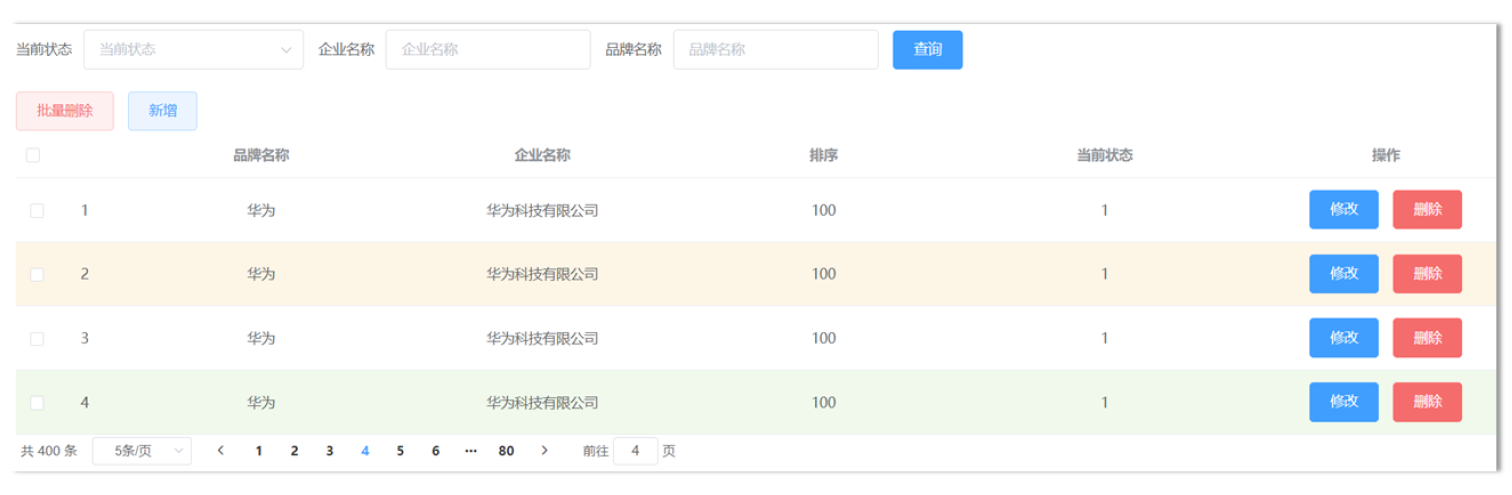 当前状态 当前状态 企业名称 企业名称 品牌名称 品牌名称 查询
批量删除 新增
品牌名称 企业名称 排序 当前状态 操作
1 华为 华为科技有限公司 100 1 修改 删除
2 华为 华为科技有限公司 100 1 修改 删除
3 华为 华为科技有限公司 100 1 修改 删除
4 华为 华为科技有限公司 100 1 修改 删除
共 400 条 5条/页 < 1 2 3 4 5 6 ··· 80 > 前往 4 页